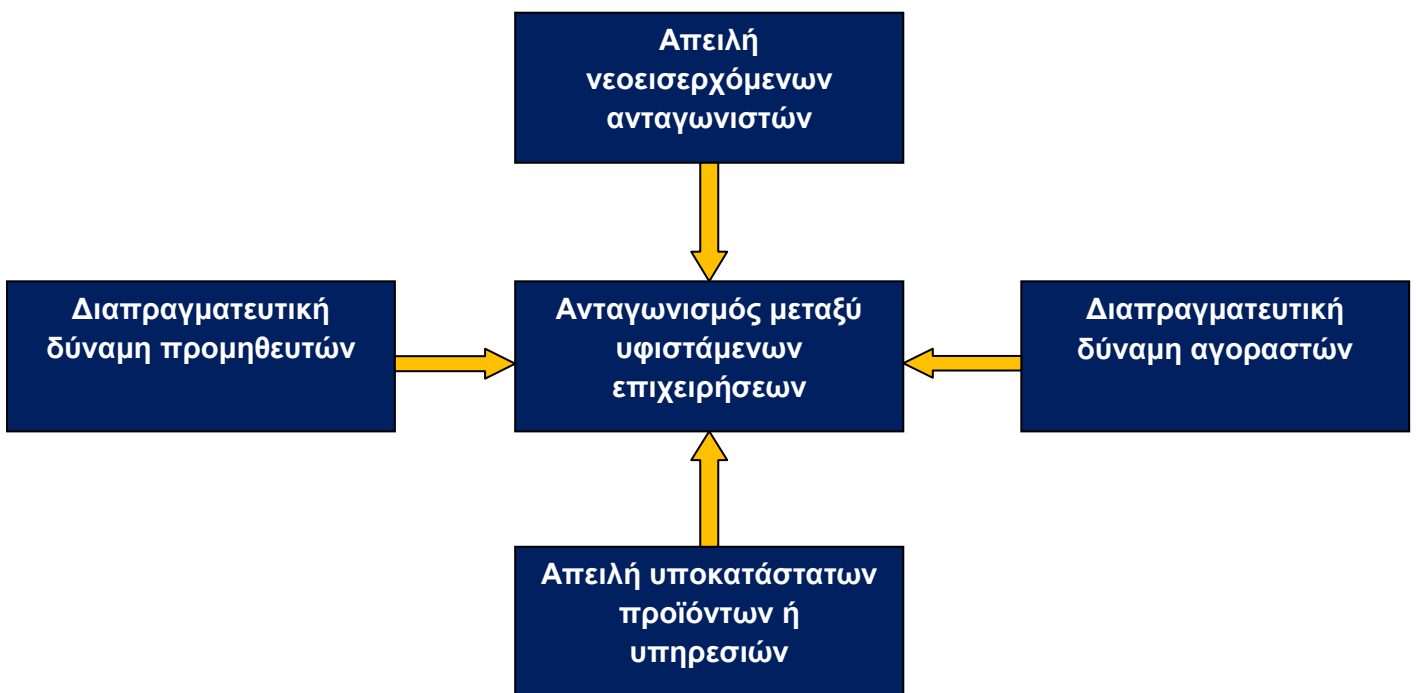 Απειλή
νεοεισερχόμενων
ανταγωνιστών
Διαπραγματευτική
δύναμη προμηθευτών
Ανταγωνισμός μεταξύ
υφιστάμενων
επιχειρήσεων
Διαπραγματευτική
δύναμη αγοραστών
Απειλή υποκατάστατων
προϊόντων ή
υπηρεσιών